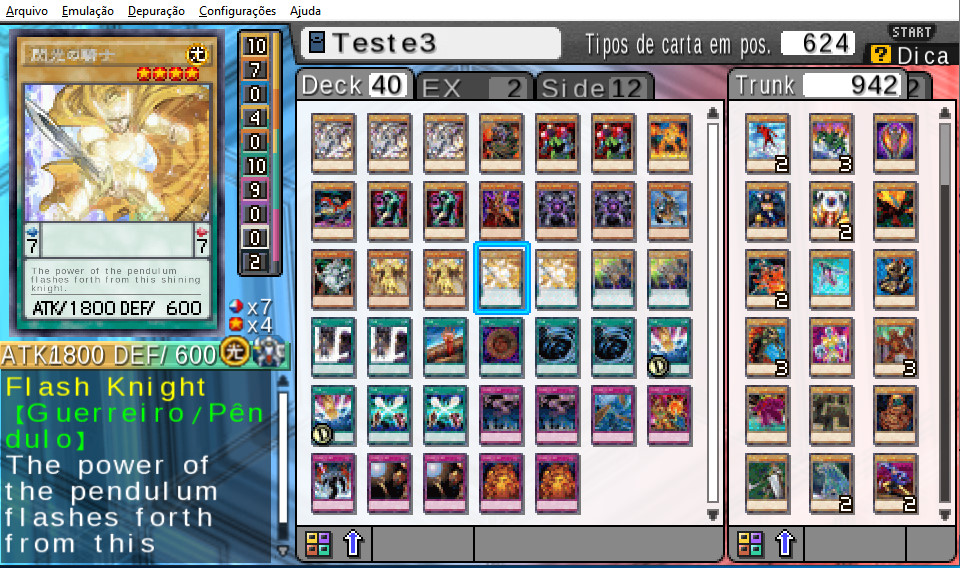 Arquivo Emulação Depuração Configurações Ajuda
閃光の騎士 光
7 7
The power of the pendulum
flashes forth from this shining
knight.
ATK/1800 DEF/ 600
10
7
0
4
0
10
9
0
0
2
x7
x4
ATK1800 DEF/ 600 光
Flash Knight
【Guerreiro/Pên
dulo】
The power of
the pendulum
flashes forth
from this
Teste3
Tipos de carta em pos. 624
START
? Dica
Deck 40 EX 2 Side 12
Trunk 942 2
2 3
2
2
3 3
2 2